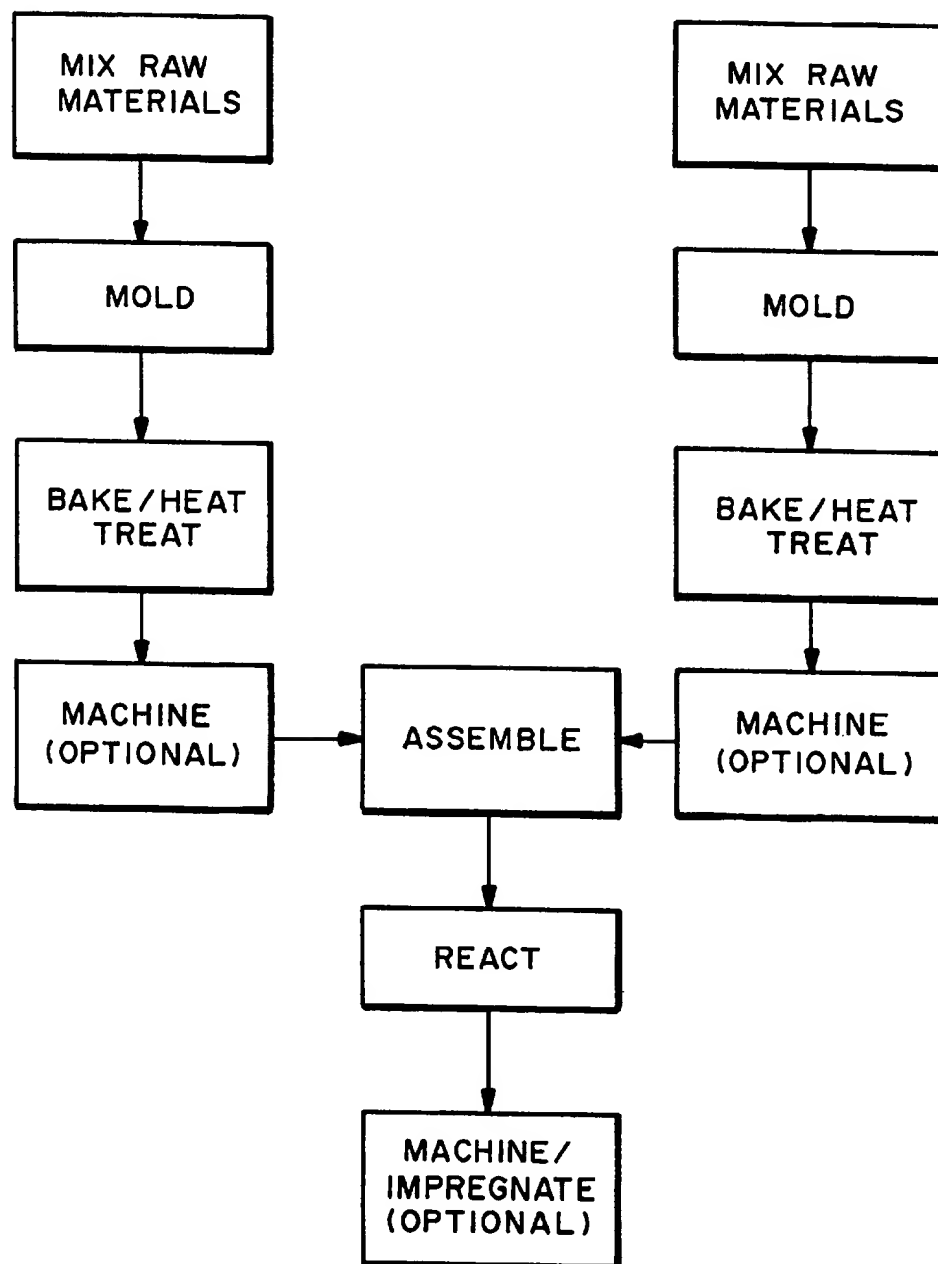 MIX RAW
MATERIALS
MOLD
BAKE/HEAT
TREAT
MACHINE
(OPTIONAL)
MIX RAW
MATERIALS
MOLD
BAKE/HEAT
TREAT
MACHINE
(OPTIONAL)
ASSEMBLE
REACT
MACHINE/
IMPREGNATE
(OPTIONAL)